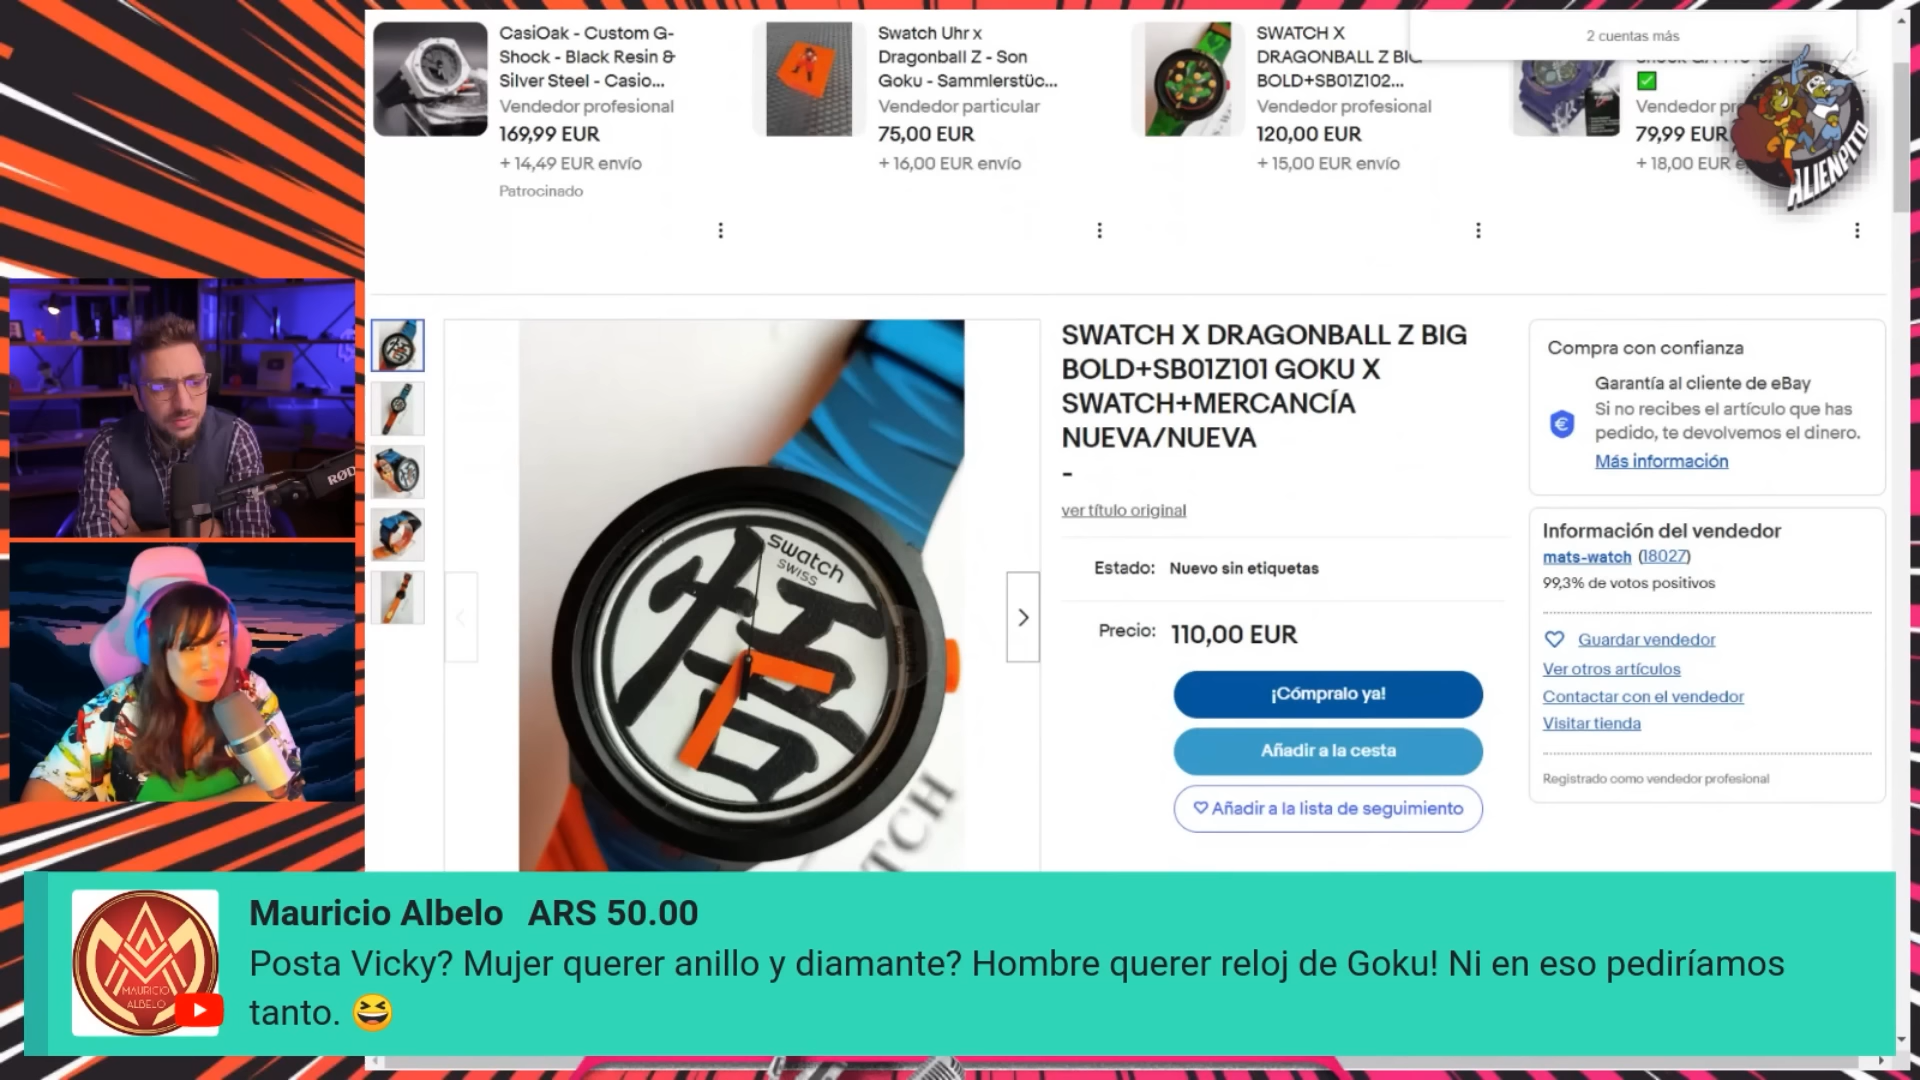 CasiOak - Custom G-
Shock - Black Resin &
Silver Steel - Casio...
Vendedor profesional
169,99 EUR
+ 14,49 EUR envío
Patrocinado
Swatch Uhr x
Dragonball Z - Son
Goku - Sammlerstüc...
Vendedor particular
75,00 EUR
+ 16,00 EUR envío
SWATCH X
DRAGONBALL Z BIG
BOLD+SB01Z102...
Vendedor profesional
120,00 EUR
+ 15,00 EUR envío
2 cuentas más
79,99 EUR
+ 18,00 EUR
ALIENPITO
RØD
swatch
SWISS
悟
TCH
SWATCH X DRAGONBALL Z BIG
BOLD+SB01Z101 GOKU X
SWATCH+MERCANCÍA
NUEVA/NUEVA
-
ver título original
Estado: Nuevo sin etiquetas
Precio: 110,00 EUR
¡Cómpralo ya!
Añadir a la cesta
Añadir a la lista de seguimiento
Compra con confianza
Garantía al cliente de eBay
Si no recibes el artículo que has
pedido, te devolvemos el dinero.
Más información
Información del vendedor
mats-watch (18027)
99,3% de votos positivos
Guardar vendedor
Ver otros artículos
Contactar con el vendedor
Visitar tienda
Registrado como vendedor profesional
MAURICIO
ALBELO
Mauricio Albelo ARS 50.00
Posta Vicky? Mujer querer anillo y diamante? Hombre querer reloj de Goku! Ni en eso pediríamos
tanto. 😆